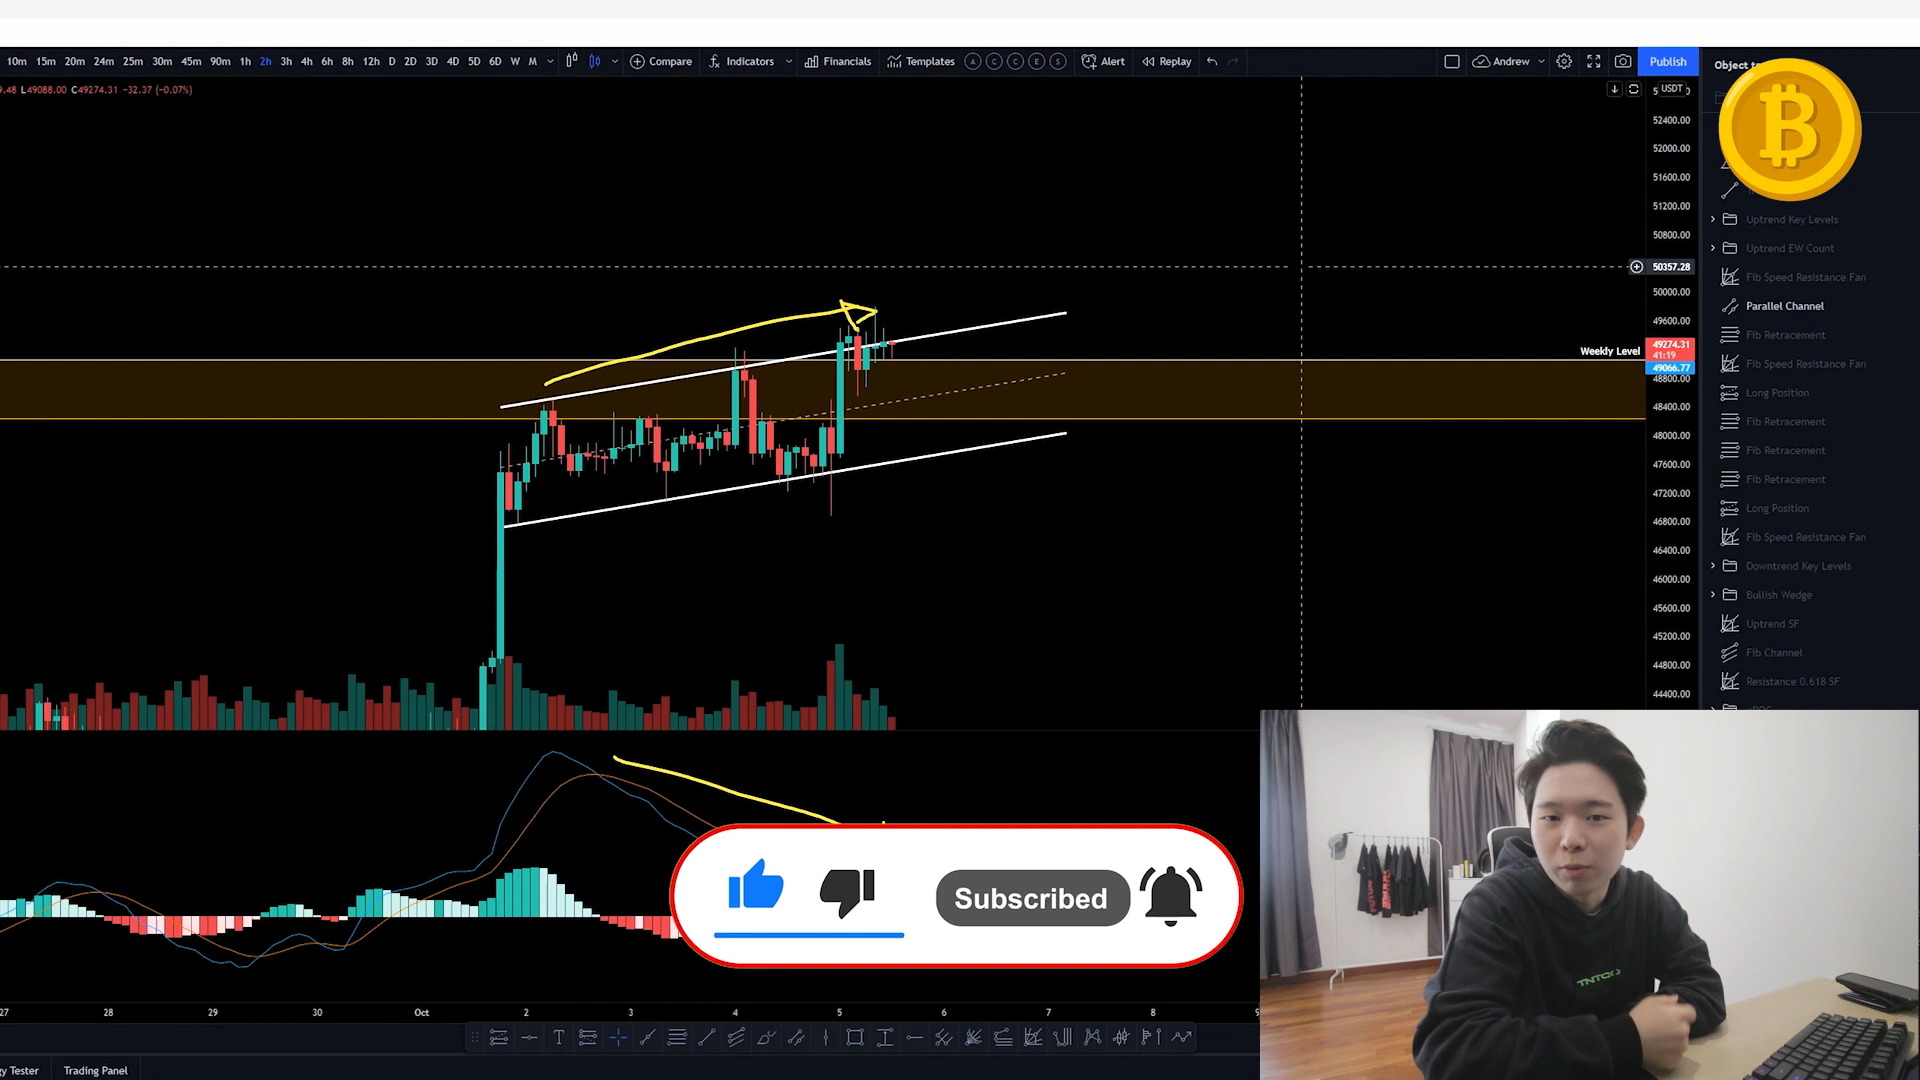 10m 15m 20m 24m 25m 30m 45m 90m 1h 2h 3h 4h 6h 8h 12h D 2D 3D 4D 5D 6D W M Compare Indicators Financials Templates A C C E S Alert Replay Andrew Publish
Object
9.48 L49088.00 C49274.31 -32.37 (-0.07%)
USDT
52400.00
52000.00
51600.00
51200.00
50800.00
50357.28
50000.00
49600.00
Weekly Level
49274.31
41:19
49066.77
48800.00
48400.00
48000.00
47600.00
47200.00
46800.00
46400.00
46000.00
45600.00
45200.00
44800.00
44400.00
Uptrend Key Levels
Uptrend EW Count
Fib Speed Resistance Fan
Parallel Channel
Fib Retracement
Fib Speed Resistance Fan
Long Position
Fib Retracement
Fib Retracement
Fib Retracement
Long Position
Fib Speed Resistance Fan
Downtrend Key Levels
Bullish Wedge
Uptrend SF
Fib Channel
Resistance 0.618 SF
Subscribed
27 28 29 30 Oct 2 3 4 5 6 7 8 9
gy Tester Trading Panel